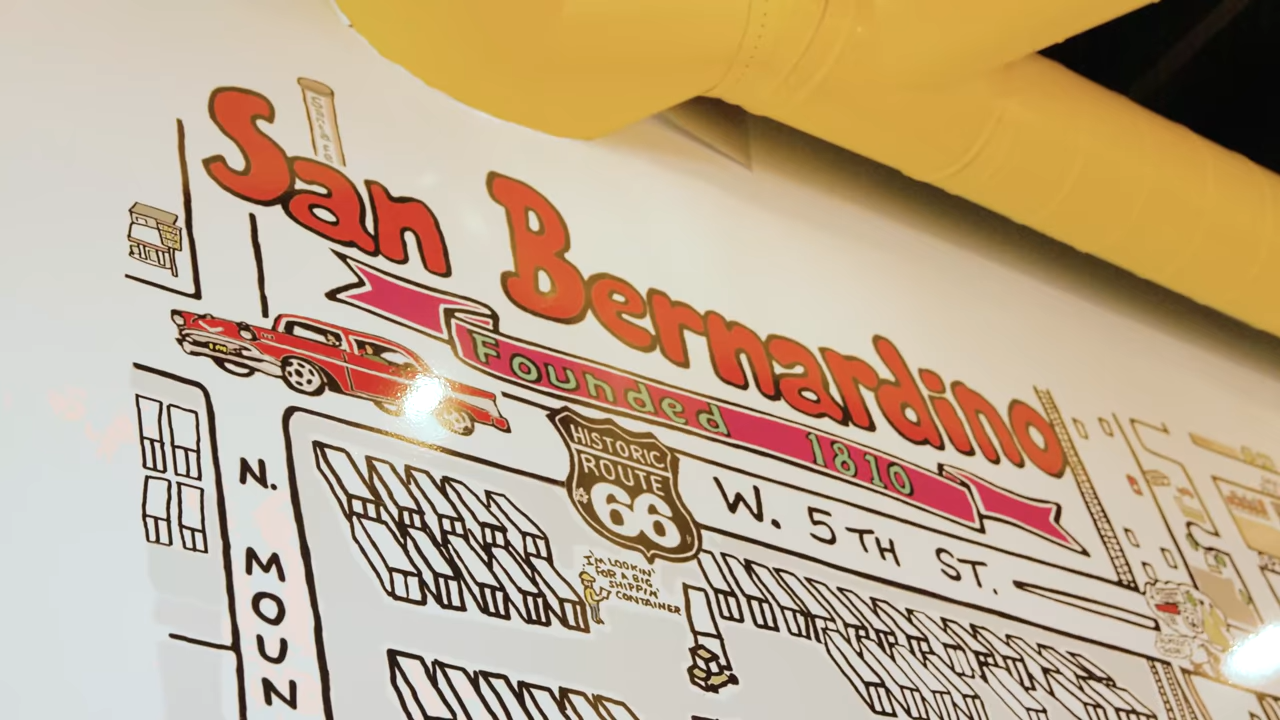 San Bernardino
Founded 1810
HISTORIC
ROUTE
66
W. 5TH ST.
I'M LOOKIN'
FOR A BIG
SHIPPIN'
CONTAINER
N. MOUN